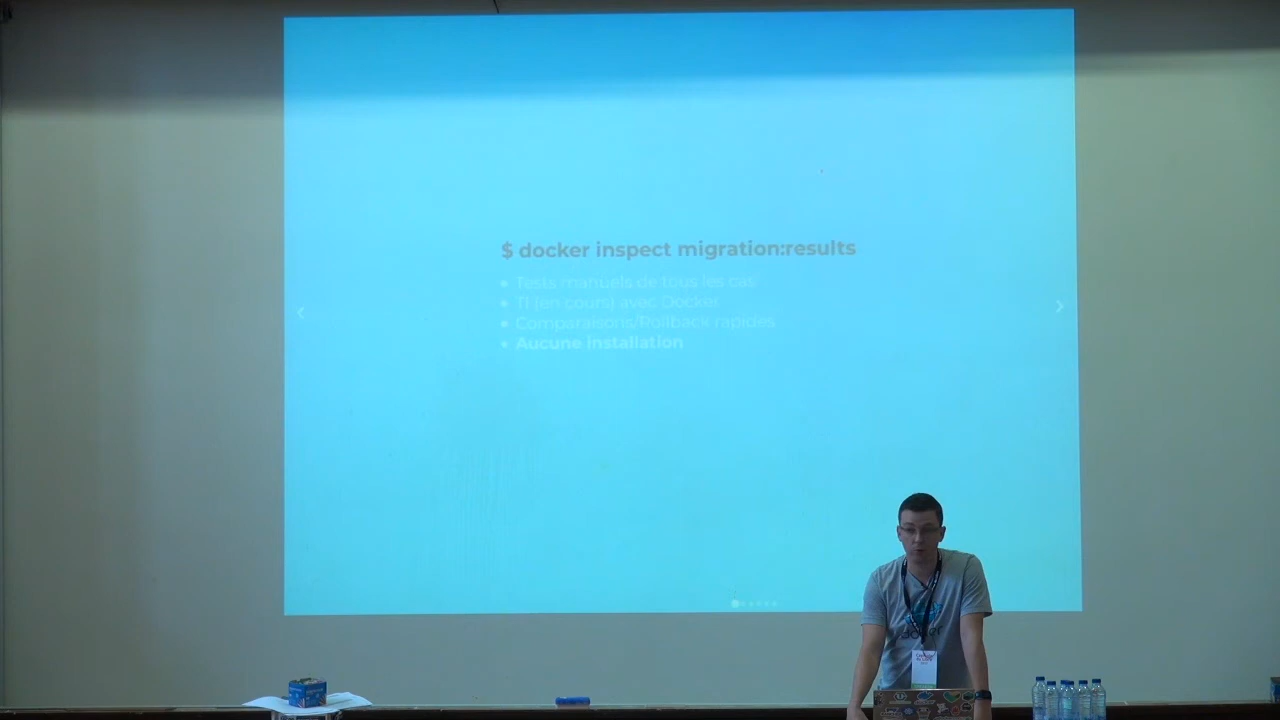 $ docker inspect migration:results
Tests manuels de tous les cas
TI (en cours) avec Docker
Comparaisons/Rollback rapides
Aucune installation
docker